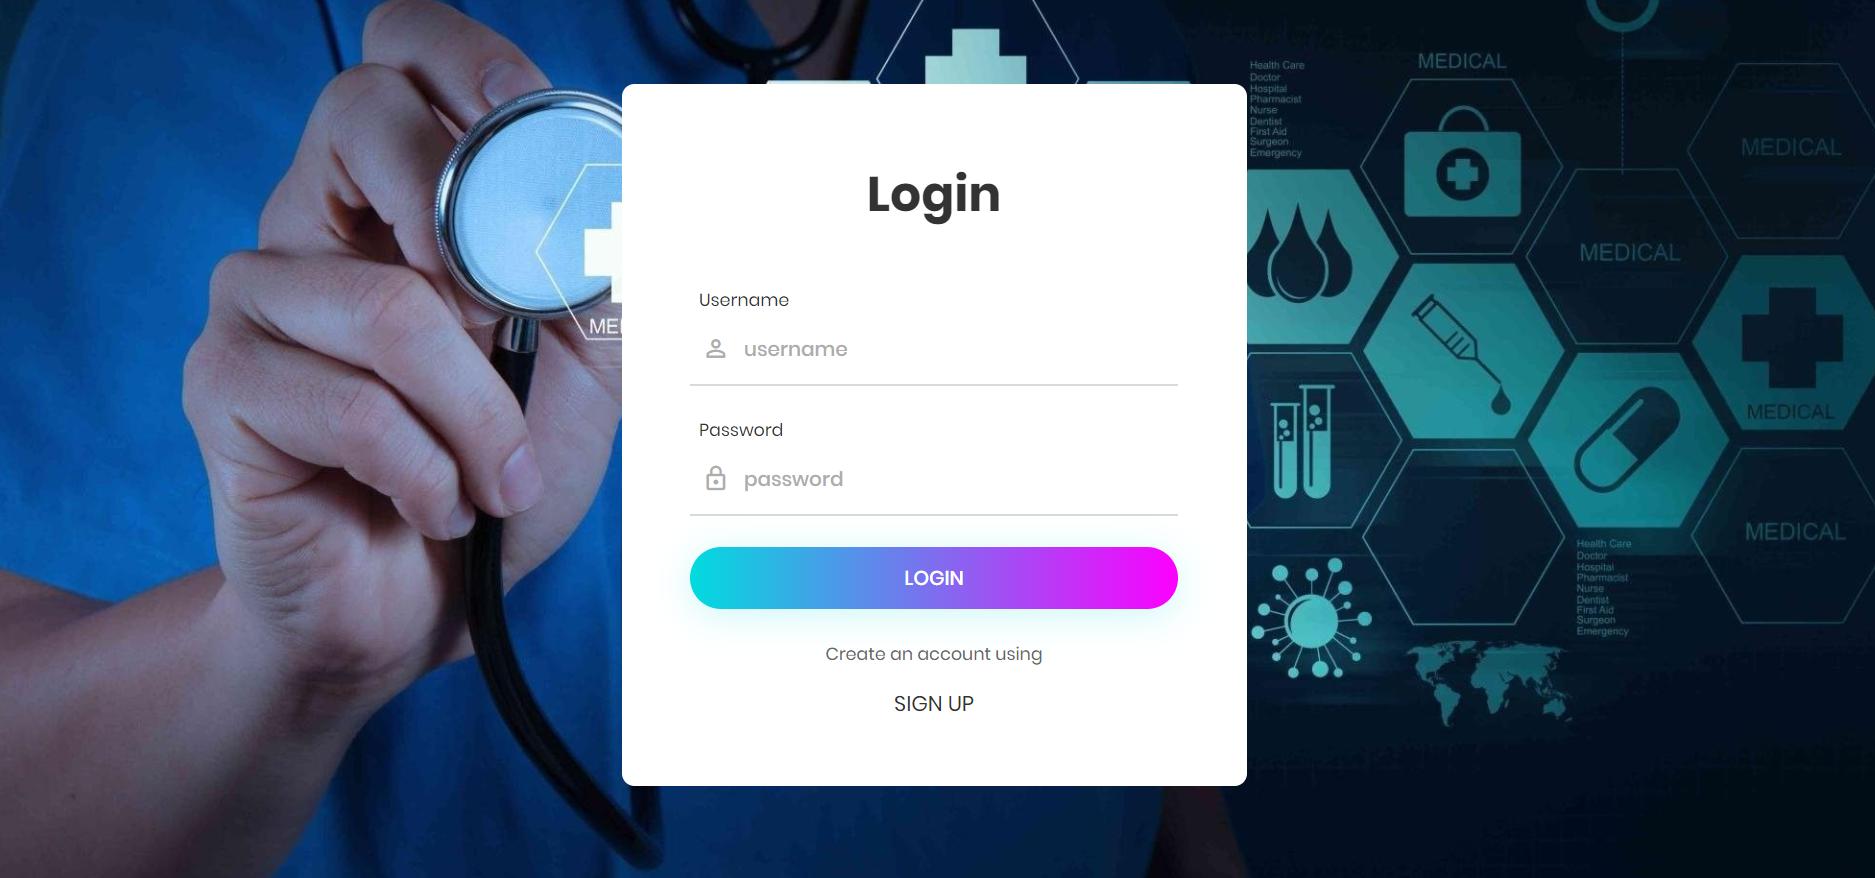 MEDICAL
Health Care
Doctor
Hospital
Pharmacist
Nurse
Dentist
First Aid
Surgeon
Emergency
MEDICAL
Login
MEDICAL
Username
username
MEDICAL
Password
password
MEDICAL
LOGIN
Health Care
Doctor
Hospital
Pharmacist
Nurse
Dentist
First Aid
Surgeon
Emergency
Create an account using
SIGN UP